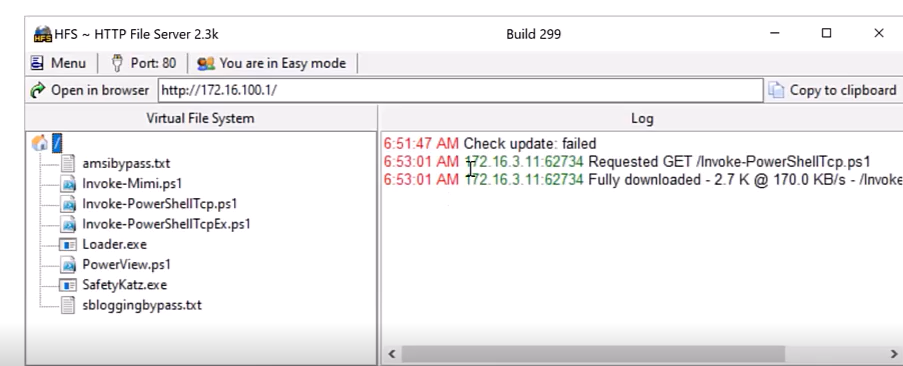 HFS ~ HTTP File Server 2.3k Build 299
Menu Port: 80 You are in Easy mode
Open in browser http://172.16.100.1/ Copy to clipboard
Virtual File System
/
amsibypass.txt
Invoke-Mimi.ps1
Invoke-PowerShellTcp.ps1
Invoke-PowerShellTcpEx.ps1
Loader.exe
PowerView.ps1
SafetyKatz.exe
sbloggingbypass.txt
Log
6:51:47 AM Check update: failed
6:53:01 AM 172.16.3.11:62734 Requested GET /Invoke-PowerShellTcp.ps1
6:53:01 AM 172.16.3.11:62734 Fully downloaded - 2.7 K @ 170.0 KB/s - /Invoke